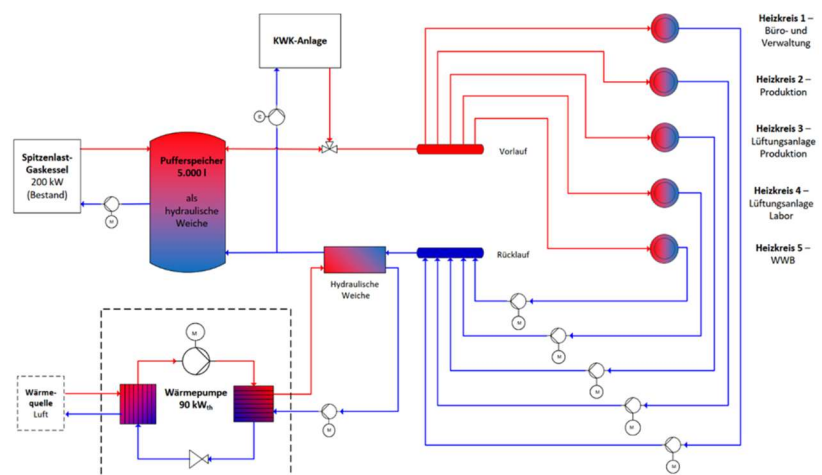 KWK-Anlage
Heizkreis 1 –
Büro- und
Verwaltung
Heizkreis 2 –
Produktion
Heizkreis 3 –
Lüftungsanlage
Produktion
Heizkreis 4 –
Lüftungsanlage
Labor
Heizkreis 5 –
WWB
Spitzenlast-
Gaskessel
200 kW
(Bestand)
M
Pufferspeicher
5.000 l
als
hydraulische
Weiche
E
Vorlauf
Rücklauf
Hydraulische
Weiche
M
M
M
M
M
Wärme-
quelle
Luft
M
Wärmepumpe
90 kWth
M